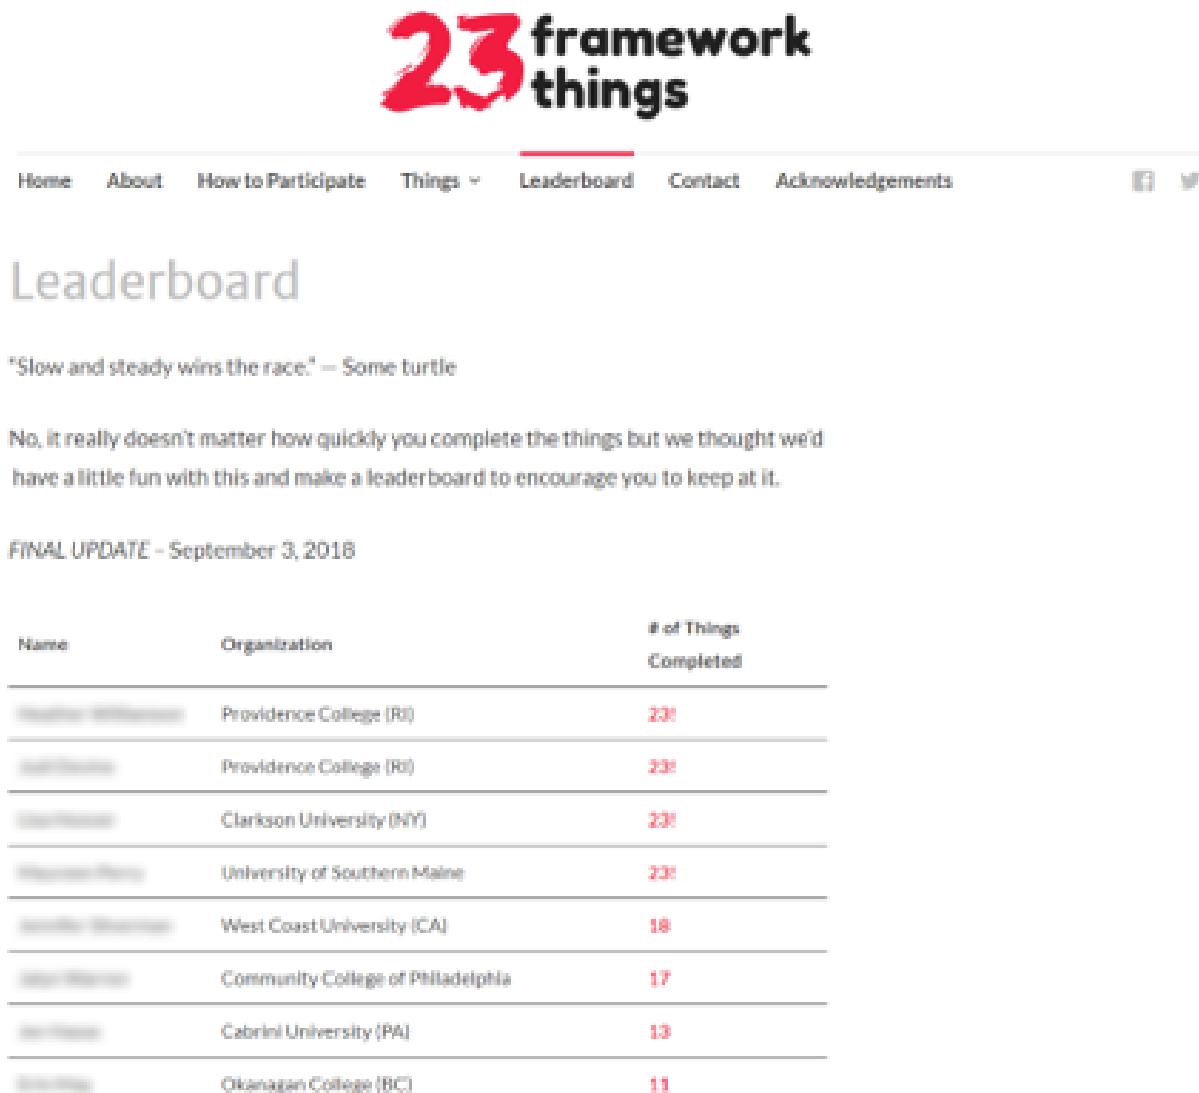 23 framework
things
Home About How to Participate Things Leaderboard Contact Acknowledgements
Leaderboard
"Slow and steady wins the race." — Some turtle
No, it really doesn't matter how quickly you complete the things but we thought we'd
have a little fun with this and make a leaderboard to encourage you to keep at it.
FINAL UPDATE – September 3, 2018
Name Organization # of Things
Completed
Providence College (RI) 23!
Providence College (RI) 23!
Clarkson University (NY) 23!
University of Southern Maine 23!
West Coast University (CA) 18
Community College of Philadelphia 17
Cabrini University (PA) 13
Okanagan College (BC) 11